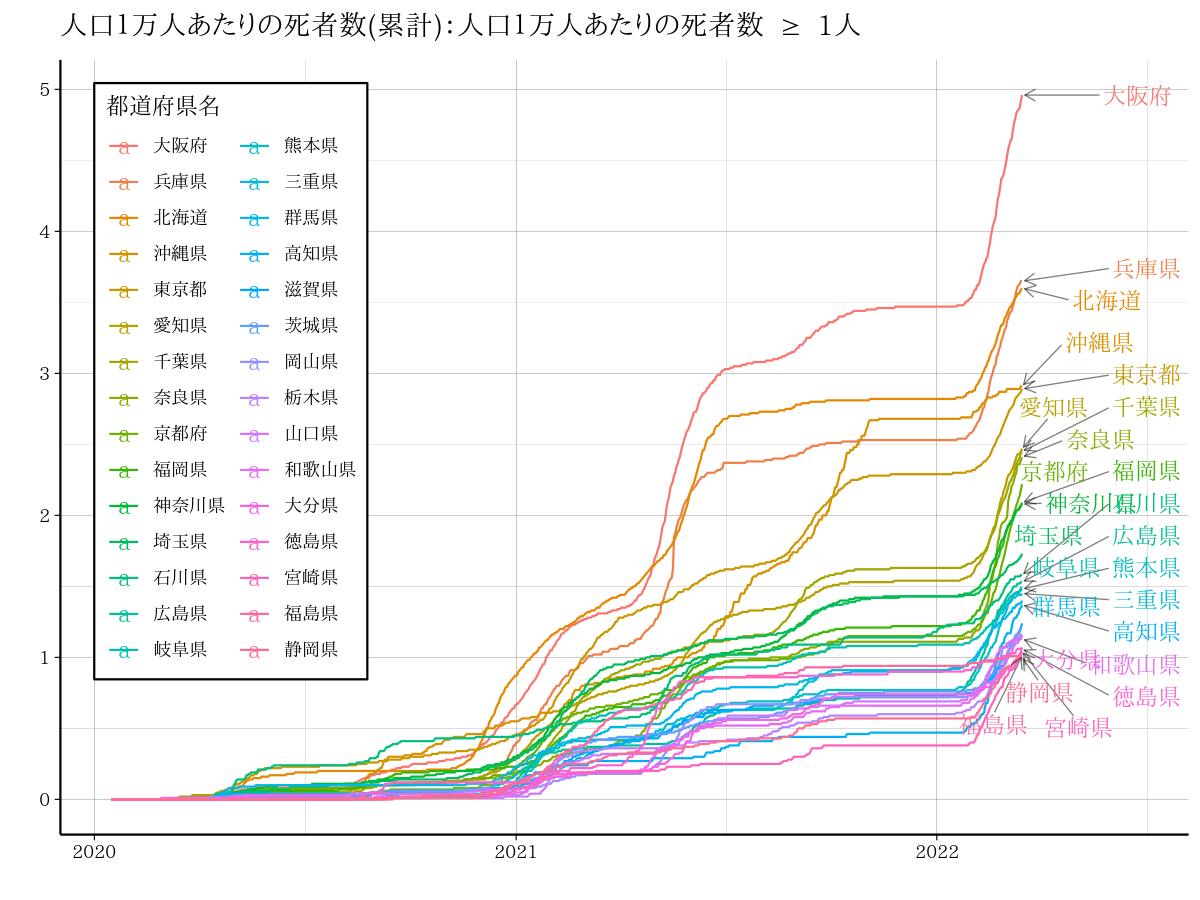 人口1万人あたりの死者数(累計):人口1万人あたりの死者数 ≥ 1人
5
4
3
2
1
0
2020
2021
2022
都道府県名
a 大阪府
a 兵庫県
a 北海道
a 沖縄県
a 東京都
a 愛知県
a 千葉県
a 奈良県
a 京都府
a 福岡県
a 神奈川県
a 埼玉県
a 石川県
a 広島県
a 岐阜県
a 熊本県
a 三重県
a 群馬県
a 高知県
a 滋賀県
a 茨城県
a 岡山県
a 栃木県
a 山口県
a 和歌山県
a 大分県
a 徳島県
a 宮崎県
a 福島県
a 静岡県
大阪府
兵庫県
北海道
沖縄県
東京都
愛知県
千葉県
奈良県
京都府
福岡県
神奈川県
石川県
埼玉県
広島県
岐阜県
熊本県
三重県
群馬県
高知県
大分県
和歌山県
静岡県
徳島県
福島県
宮崎県